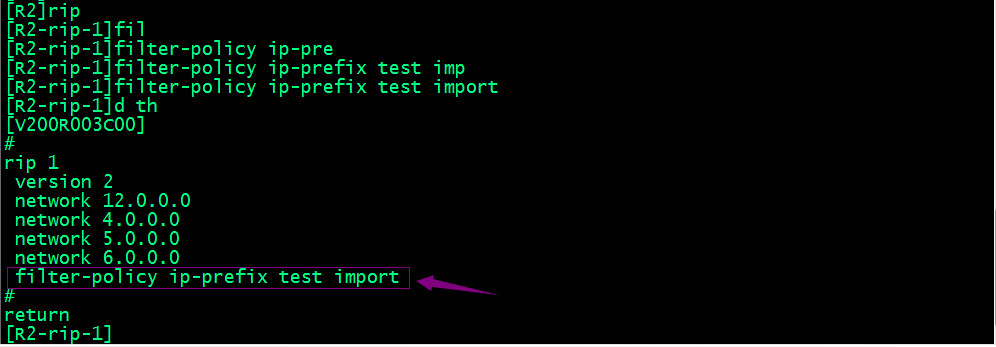 [R2]rip
[R2-rip-1]fil
[R2-rip-1]filter-policy ip-pre
[R2-rip-1]filter-policy ip-prefix test imp
[R2-rip-1]filter-policy ip-prefix test import
[R2-rip-1]d th
[V200R003C00]
#
rip 1
 version 2
 network 12.0.0.0
 network 4.0.0.0
 network 5.0.0.0
 network 6.0.0.0
 filter-policy ip-prefix test import
#
return
[R2-rip-1]